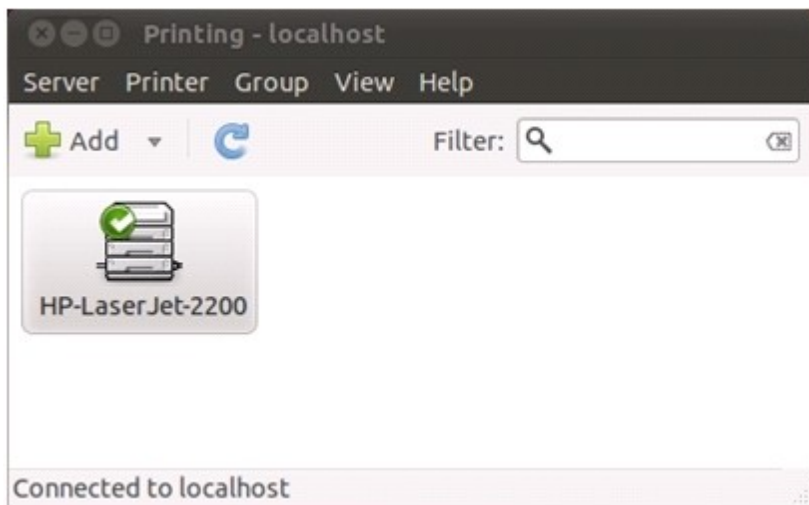 Printing - localhost
Server Printer Group View Help
Add Filter:
HP-LaserJet-2200
Connected to localhost